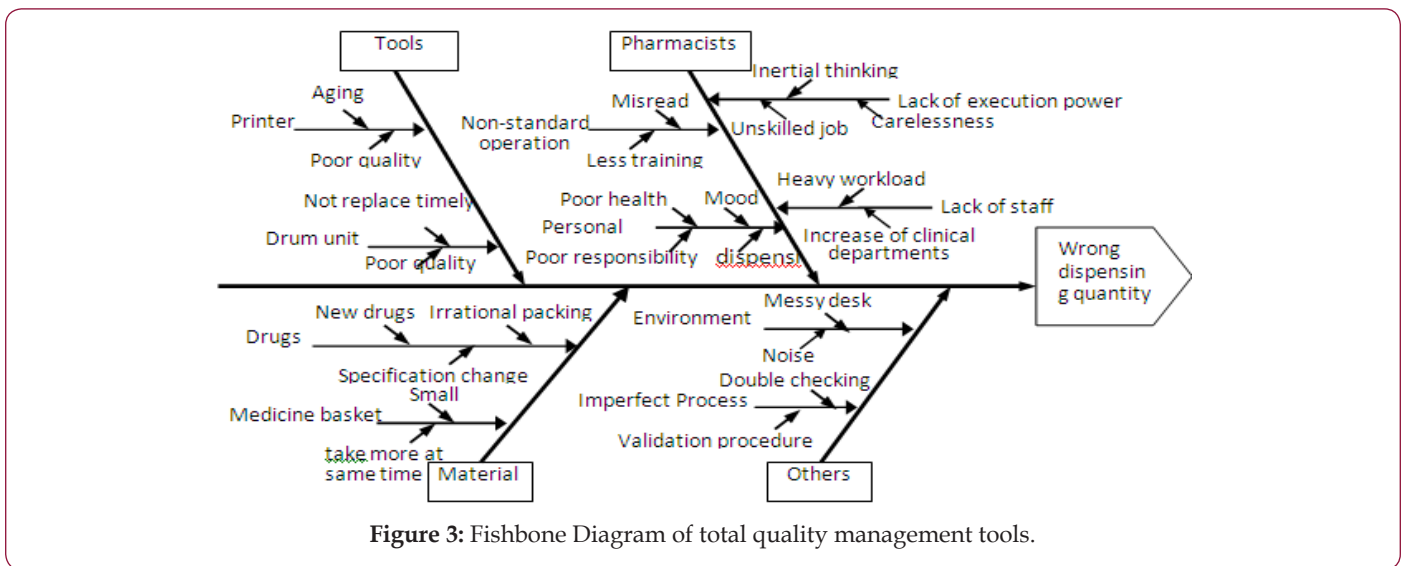 Tools
Pharmacists
Inertial thinking
Aging
Misread
Lack of execution power
Printer
Non-standard
operation
Unskilled job
Carelessness
Poor quality
Less training
Heavy workload
Not replace timely
Poor health
Mood
Lack of staff
Personal
Drum unit
Increase of clinical
departments
Poor quality
Poor responsibility
dispensi
Wrong
dispensin
g quantity
New drugs
Irrational packing
Messy desk
Environment
Drugs
Noise
Specification change
Double checking
Small
Imperfect Process
Medicine basket
Validation procedure
take more at
same time
Material
Others
Figure 3: Fishbone Diagram of total quality management tools.